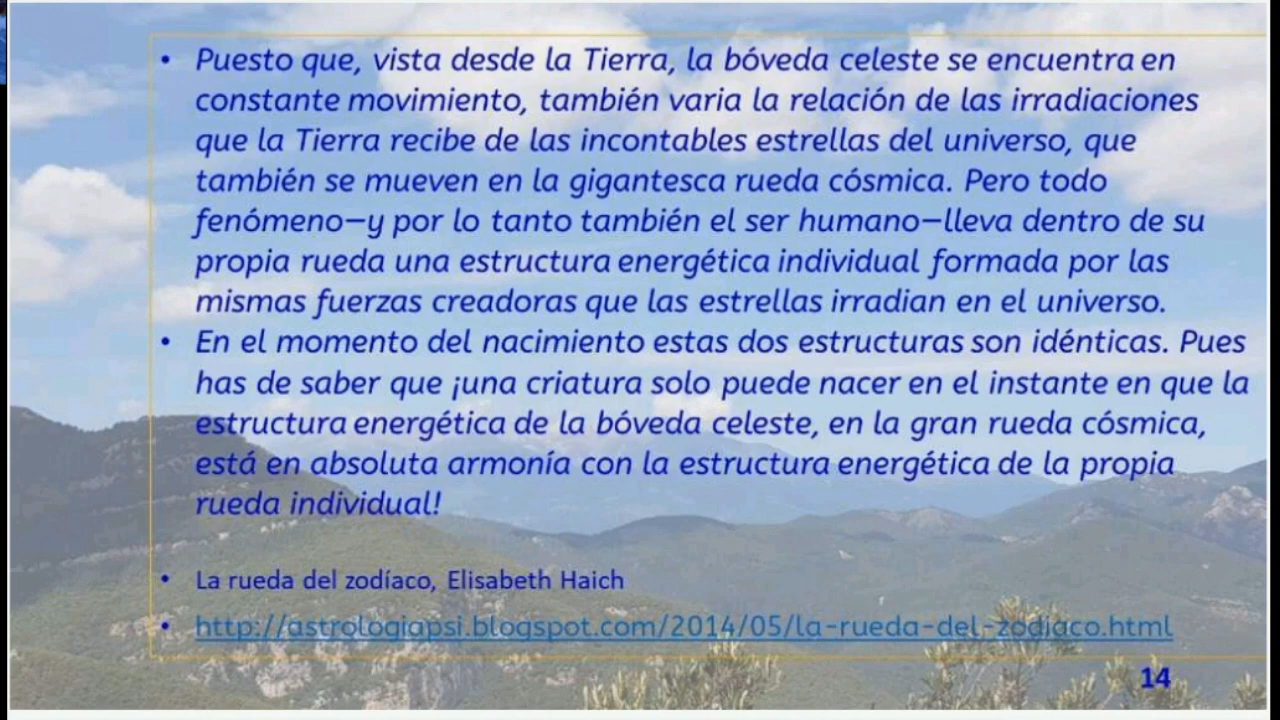 • Puesto que, vista desde la Tierra, la bóveda celeste se encuentra en
constante movimiento, también varia la relación de las irradiaciones
que la Tierra recibe de las incontables estrellas del universo, que
también se mueven en la gigantesca rueda cósmica. Pero todo
fenómeno—y por lo tanto también el ser humano—lleva dentro de su
propia rueda una estructura energética individual formada por las
mismas fuerzas creadoras que las estrellas irradian en el universo.
• En el momento del nacimiento estas dos estructuras son idénticas. Pues
has de saber que ¡una criatura solo puede nacer en el instante en que la
estructura energética de la bóveda celeste, en la gran rueda cósmica,
está en absoluta armonía con la estructura energética de la propia
rueda individual!
• La rueda del zodíaco, Elisabeth Haich
• http://astrologiapsi.blogspot.com/2014/05/la-rueda-del-zodiaco.html
14